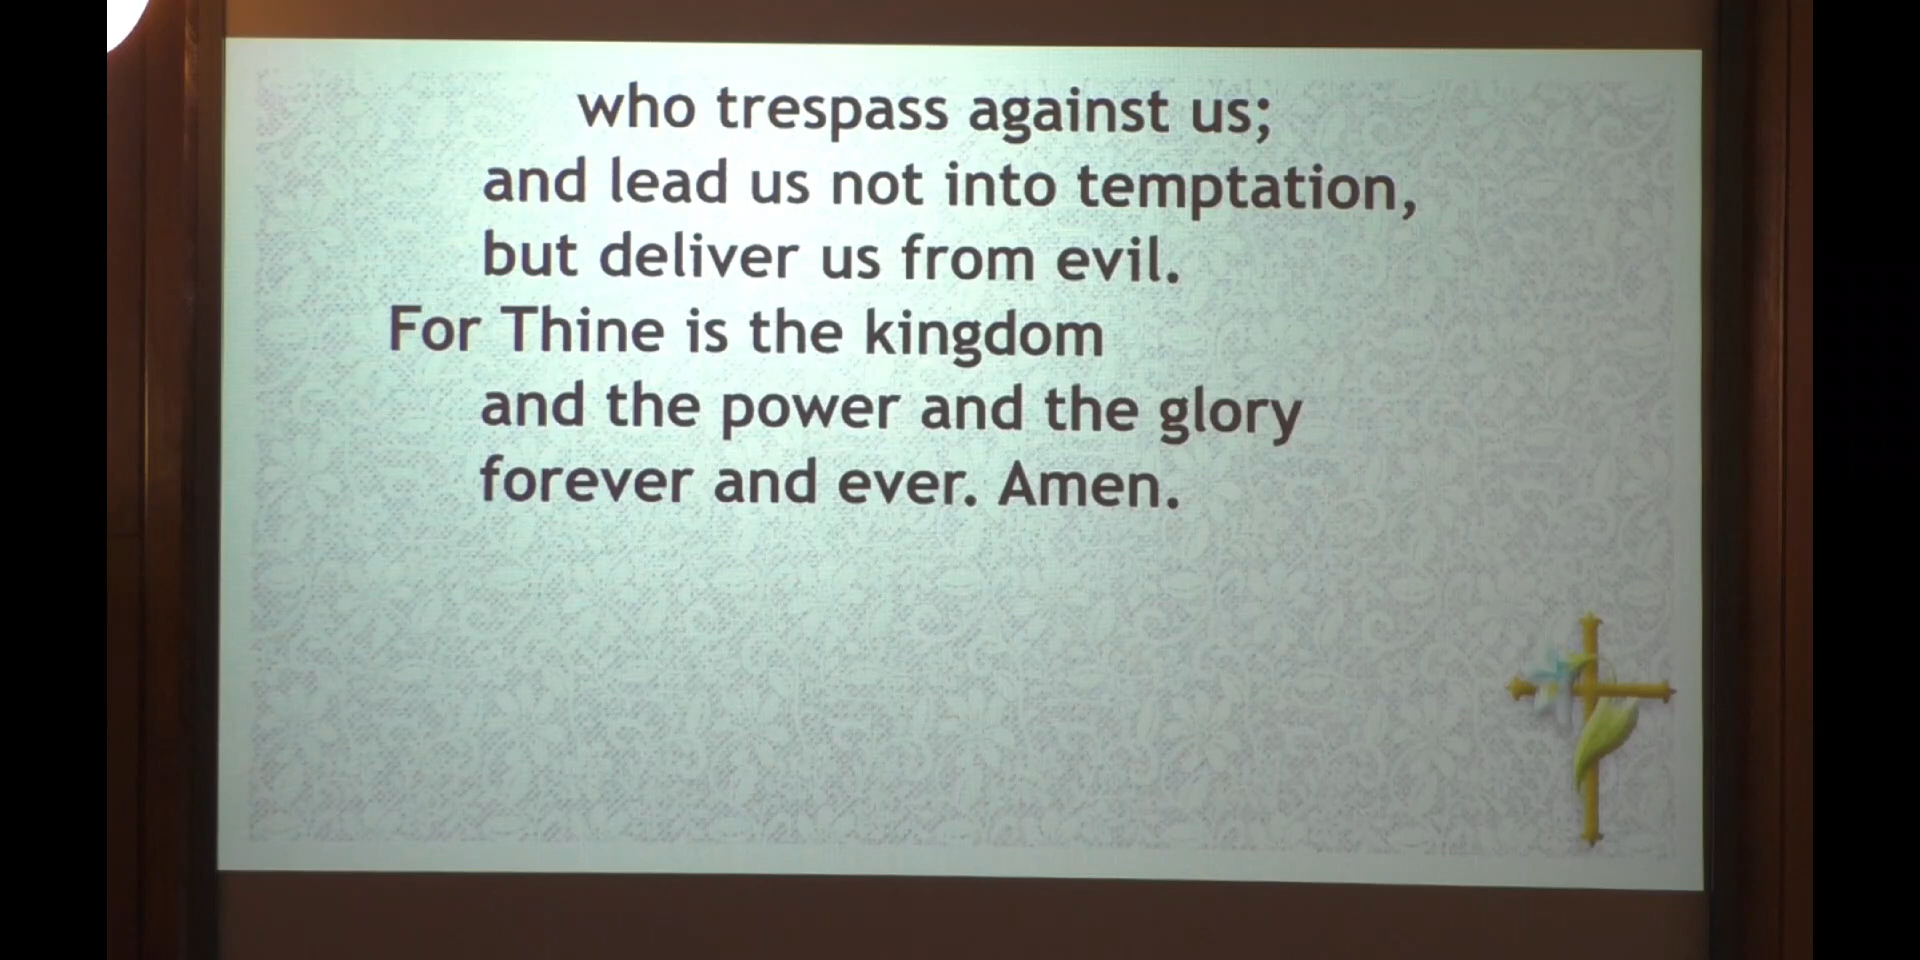 who trespass against us;
and lead us not into temptation,
but deliver us from evil.
For Thine is the kingdom
and the power and the glory
forever and ever. Amen.